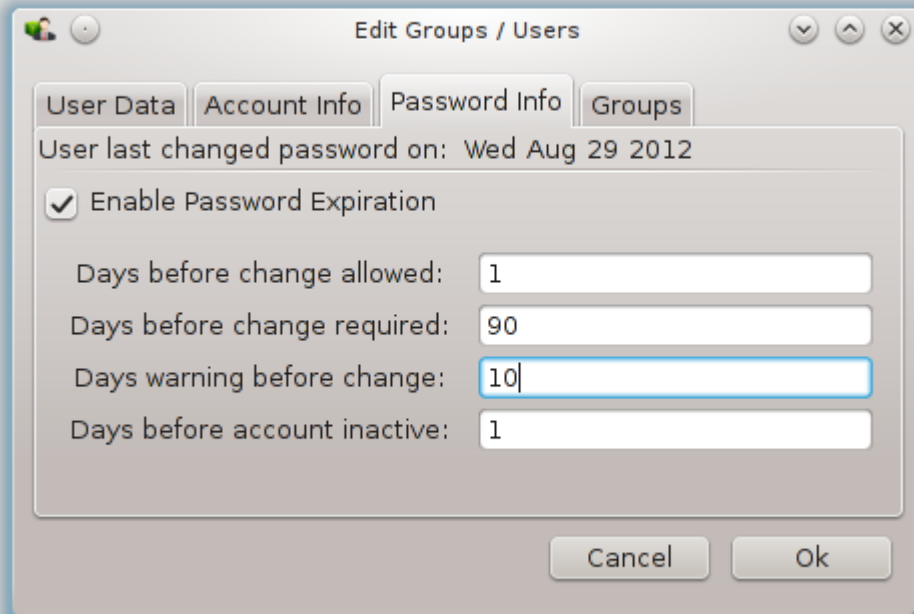 Edit Groups / Users
User Data Account Info Password Info Groups
User last changed password on: Wed Aug 29 2012
Enable Password Expiration
Days before change allowed: 1
Days before change required: 90
Days warning before change: 10
Days before account inactive: 1
Cancel Ok